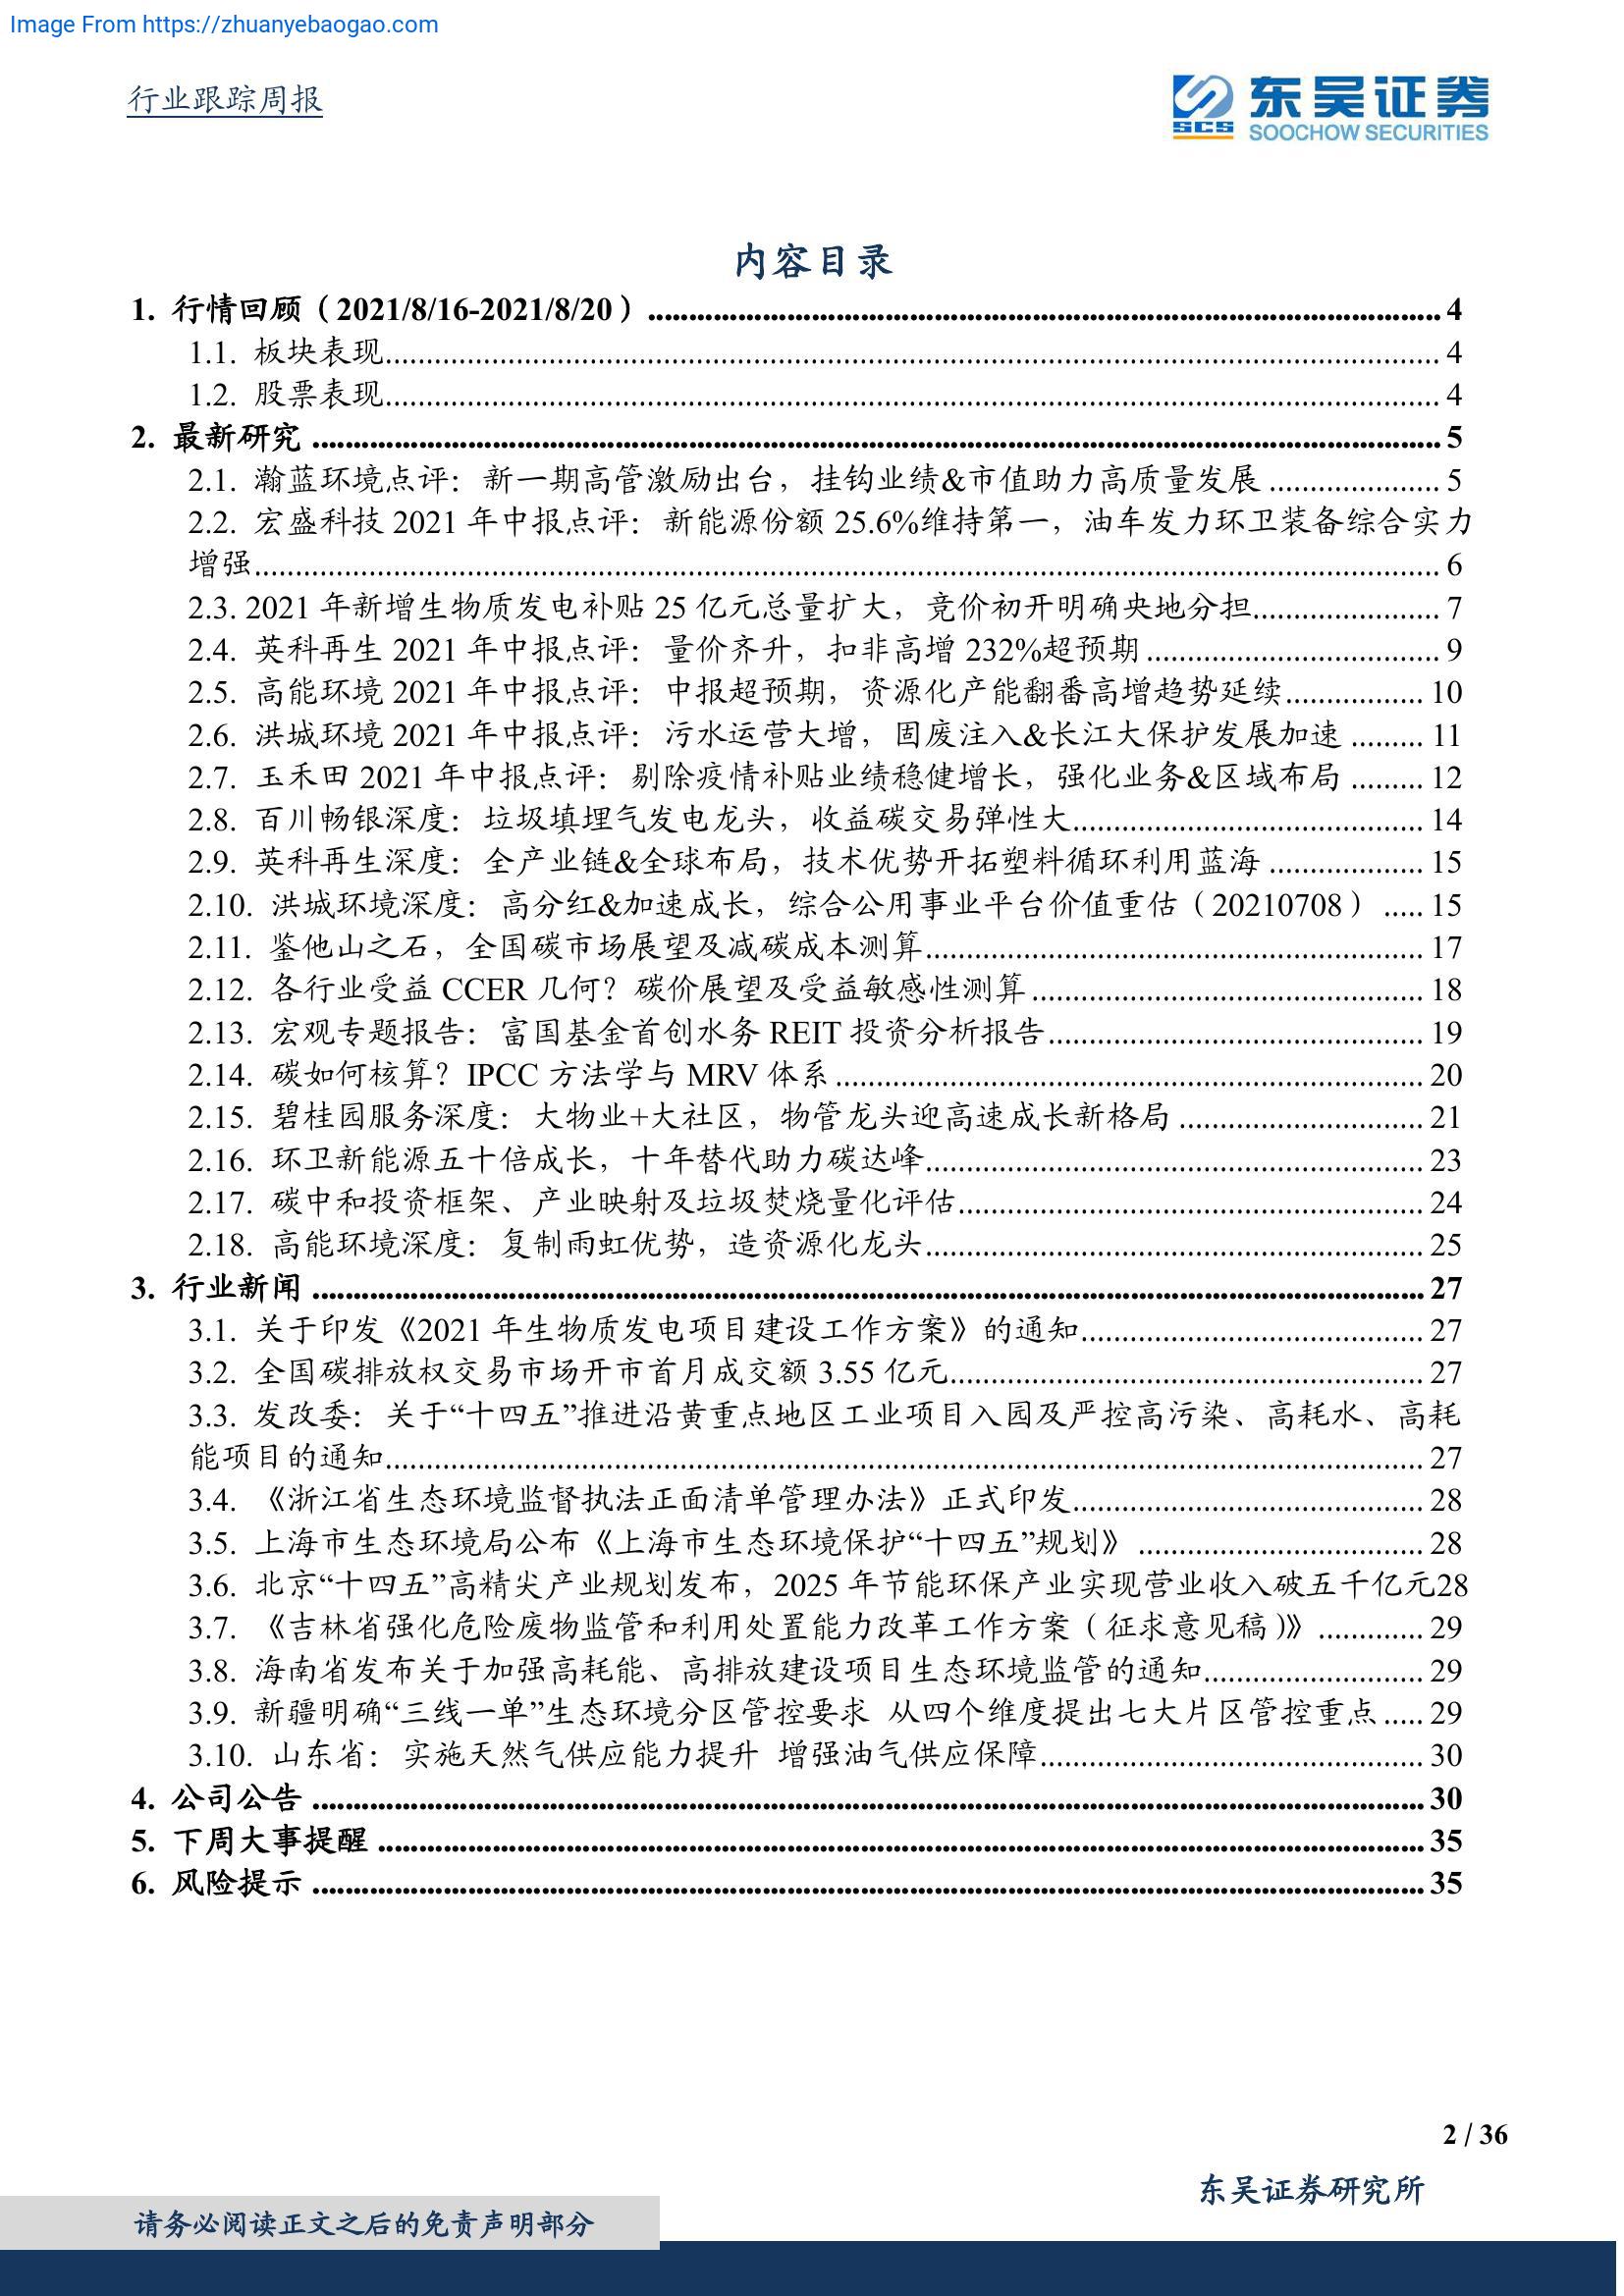 Image From https://zhuanyebaogao.com
行业跟踪周报
东吴证券
SCS
SOOCHOW SECURITIES
内容目录
1. 行情回顾（2021/8/16-2021/8/20）.......... 4
1.1. 板块表现.......... 4
1.2. 股票表现.......... 4
2. 最新研究 .......... 5
2.1. 瀚蓝环境点评：新一期高管激励出台，挂钩业绩&市值助力高质量发展 .......... 5
2.2. 宏盛科技 2021 年中报点评：新能源份额 25.6%维持第一，油车发力环卫装备综合实力
增强.......... 6
2.3. 2021 年新增生物质发电补贴 25 亿元总量扩大，竞价初开明确央地分担.......... 7
2.4. 英科再生 2021 年中报点评：量价齐升，扣非高增 232%超预期 .......... 9
2.5. 高能环境 2021 年中报点评：中报超预期，资源化产能翻番高增趋势延续.......... 10
2.6. 洪城环境 2021 年中报点评：污水运营大增，固废注入&长江大保护发展加速 ......... 11
2.7. 玉禾田 2021 年中报点评：剔除疫情补贴业绩稳健增长，强化业务&区域布局 ......... 12
2.8. 百川畅银深度：垃圾填埋气发电龙头，收益碳交易弹性大.......... 14
2.9. 英科再生深度：全产业链&全球布局，技术优势开拓塑料循环利用蓝海 .......... 15
2.10. 洪城环境深度：高分红&加速成长，综合公用事业平台价值重估（20210708） ..... 15
2.11. 鉴他山之石，全国碳市场展望及减碳成本测算.......... 17
2.12. 各行业受益 CCER 几何？碳价展望及受益敏感性测算 .......... 18
2.13. 宏观专题报告：富国基金首创水务 REIT 投资分析报告.......... 19
2.14. 碳如何核算？IPCC 方法学与 MRV 体系 .......... 20
2.15. 碧桂园服务深度：大物业+大社区，物管龙头迎高速成长新格局 .......... 21
2.16. 环卫新能源五十倍成长，十年替代助力碳达峰.......... 23
2.17. 碳中和投资框架、产业映射及垃圾焚烧量化评估.......... 24
2.18. 高能环境深度：复制雨虹优势，造资源化龙头.......... 25
3. 行业新闻 .......... 27
3.1. 关于印发《2021 年生物质发电项目建设工作方案》的通知.......... 27
3.2. 全国碳排放权交易市场开市首月成交额 3.55 亿元.......... 27
3.3. 发改委：关于“十四五”推进沿黄重点地区工业项目入园及严控高污染、高耗水、高耗
能项目的通知.......... 27
3.4. 《浙江省生态环境监督执法正面清单管理办法》正式印发.......... 28
3.5. 上海市生态环境局公布《上海市生态环境保护“十四五”规划》 .......... 28
3.6. 北京“十四五”高精尖产业规划发布，2025 年节能环保产业实现营业收入破五千亿元28
3.7. 《吉林省强化危险废物监管和利用处置能力改革工作方案（征求意见稿）》 .......... 29
3.8. 海南省发布关于加强高耗能、高排放建设项目生态环境监管的通知.......... 29
3.9. 新疆明确“三线一单”生态环境分区管控要求 从四个维度提出七大片区管控重点..... 29
3.10. 山东省：实施天然气供应能力提升 增强油气供应保障.......... 30
4. 公司公告 .......... 30
5. 下周大事提醒 .......... 35
6. 风险提示 .......... 35
2 / 36
东吴证券研究所
请务必阅读正文之后的免责声明部分